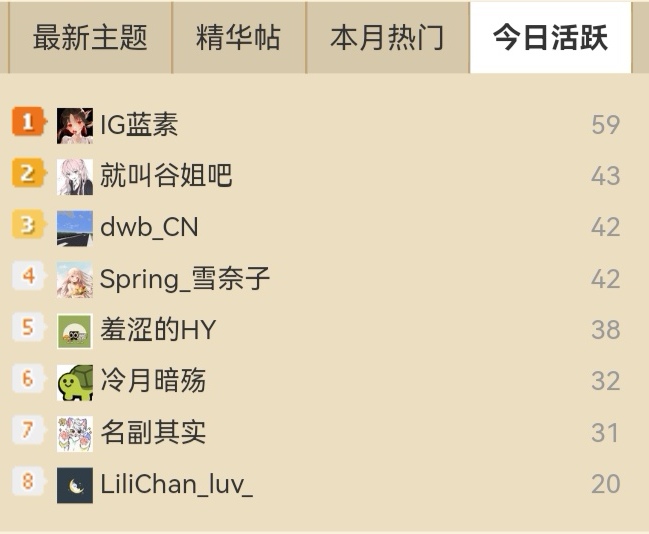 最新主题 精华帖 本月热门 今日活跃
1 IG蓝素 59
2 就叫谷姐吧 43
3 dwb_CN 42
4 Spring_雪奈子 42
5 羞涩的HY 38
6 冷月暗殇 32
7 名副其实 31
8 LiliChan_luv_ 20